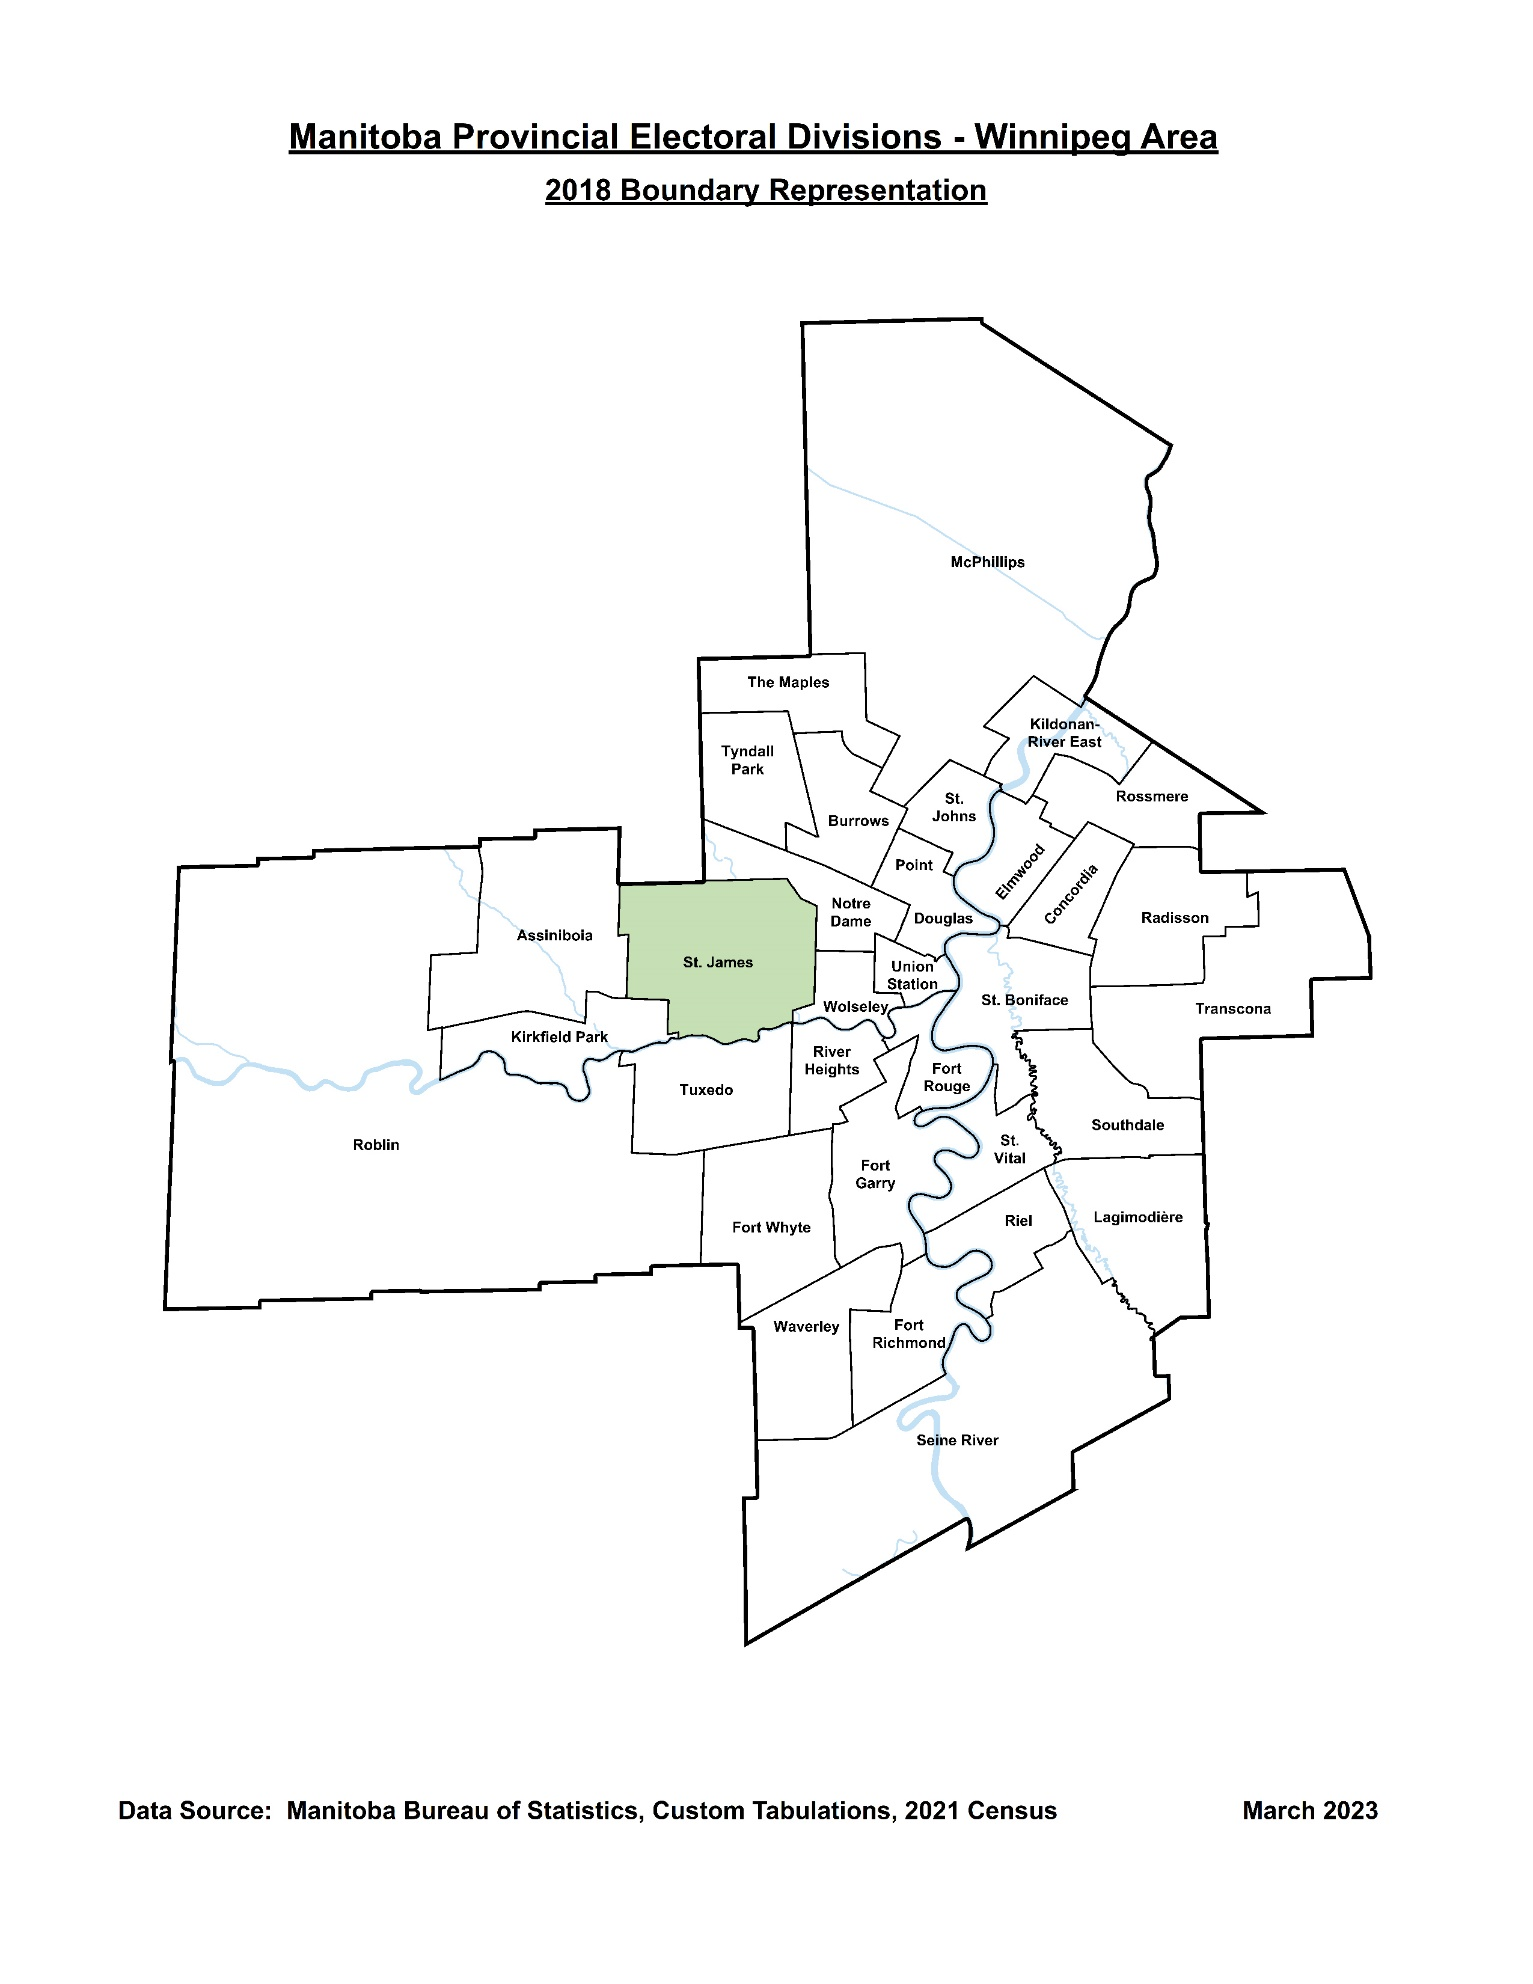 Manitoba Provincial Electoral Divisions - Winnipeg Area
2018 Boundary Representation
McPhillips
The Maples
Kildonan-
River East
Tyndall
Park
Rossmere
St.
Johns
Burrows
Point
Elmwood
Concordia
Notre
Dame
Douglas
Radisson
Assiniboia
St. James
Union
Station
St. Boniface
Wolseley
Transcona
Kirkfield Park
River
Heights
Fort
Rouge
Tuxedo
Southdale
Roblin
St.
Vital
Fort
Garry
Fort Whyte
Riel
Lagimodière
Waverley
Fort
Richmond
Seine River
Data Source:  Manitoba Bureau of Statistics, Custom Tabulations, 2021 Census
March 2023